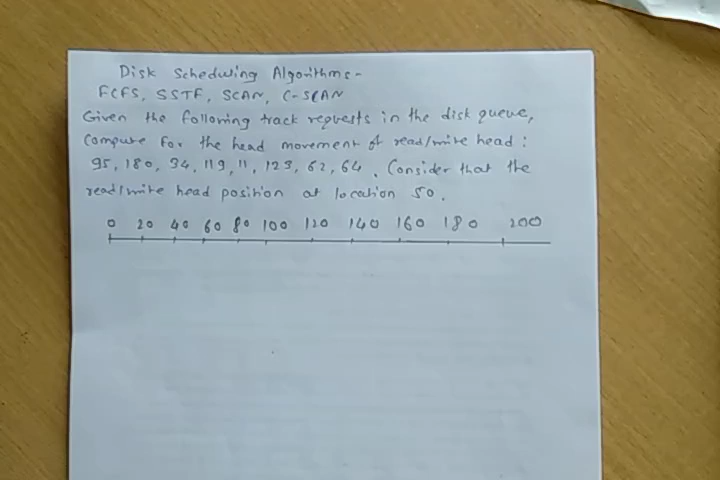 Disk Scheduling Algorithms-
FCFS, SSTF, SCAN, C-SCAN
Given the following track requests in the disk queue,
compute for the head movement of read/write head :
95, 180, 34, 119, 11, 123, 62, 64. Consider that the
read/write head position at location 50.
0 20 40 60 80 100 120 140 160 180 200